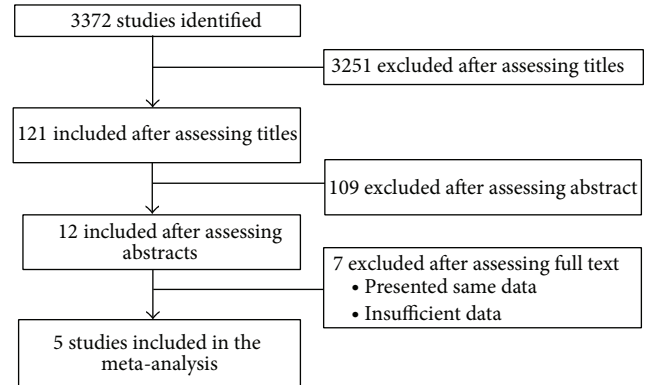 3372 studies identified
3251 excluded after assessing titles
121 included after assessing titles
109 excluded after assessing abstract
12 included after assessing
abstracts
7 excluded after assessing full text
• Presented same data
• Insufficient data
5 studies included in the
meta-analysis